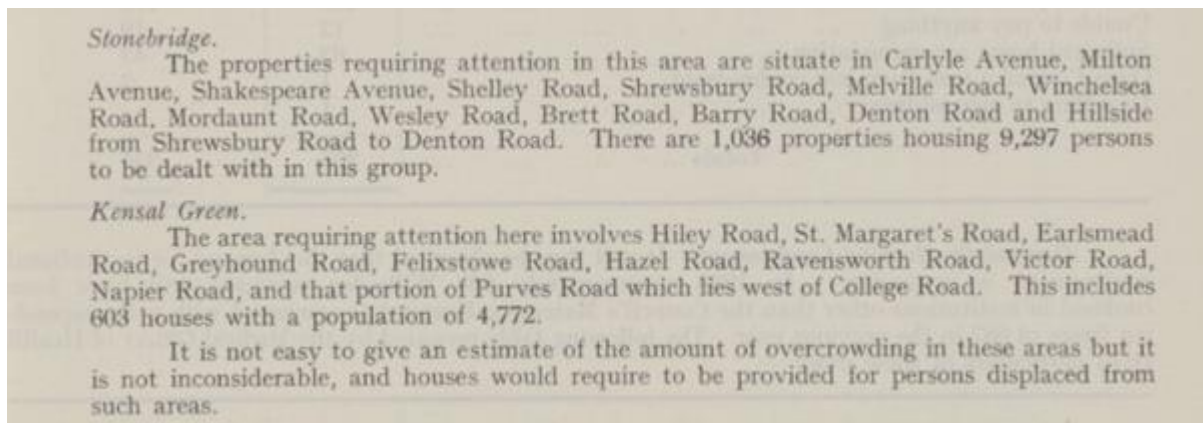 Stonebridge.
The properties requiring attention in this area are situate in Carlyle Avenue, Milton
Avenue, Shakespeare Avenue, Shelley Road, Shrewsbury Road, Melville Road, Winchelsea
Road, Mordaunt Road, Wesley Road, Brett Road, Barry Road, Denton Road and Hillside
from Shrewsbury Road to Denton Road. There are 1,036 properties housing 9,297 persons
to be dealt with in this group.
Kensal Green.
The area requiring attention here involves Hiley Road, St. Margaret's Road, Earlsmead
Road, Greyhound Road, Felixstowe Road, Hazel Road, Ravensworth Road, Victor Road,
Napier Road, and that portion of Purves Road which lies west of College Road. This includes
603 houses with a population of 4,772.
It is not easy to give an estimate of the amount of overcrowding in these areas but it
is not inconsiderable, and houses would require to be provided for persons displaced from
such areas.